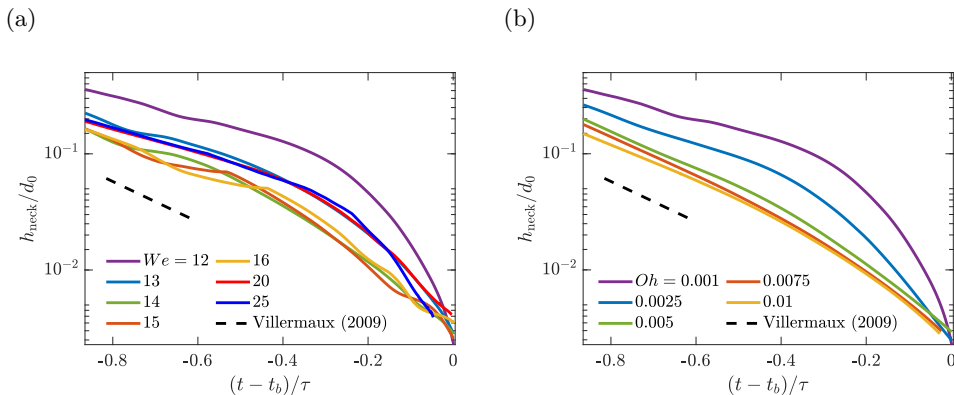 (a)
h_neck/d_0
10^-1
10^-2
We = 12
13
14
15
16
20
25
Villermaux (2009)
-0.8 -0.6 -0.4 -0.2 0
(t − t_b)/τ
(b)
h_neck/d_0
10^-1
10^-2
Oh = 0.001
0.0025
0.005
0.0075
0.01
Villermaux (2009)
-0.8 -0.6 -0.4 -0.2 0
(t − t_b)/τ